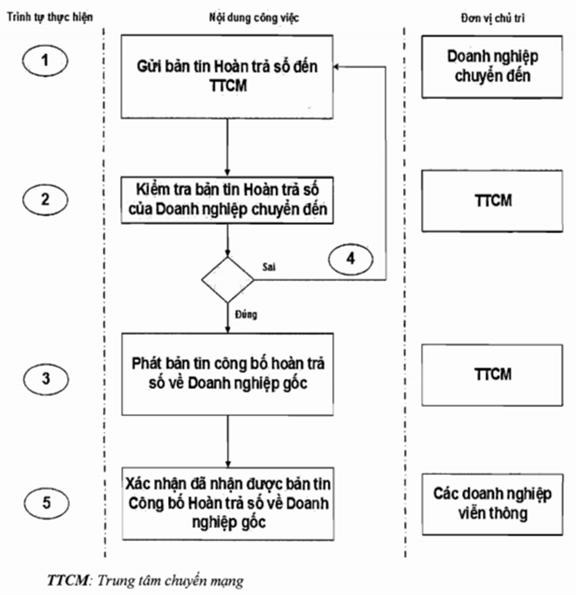 Trình tự thực hiện
Nội dung công việc
Đơn vị chủ trì
1
Gửi bản tin Hoàn trả số đến
TTCM
Doanh nghiệp
chuyển đến
2
Kiểm tra bản tin Hoàn trả số
của Doanh nghiệp chuyển đến
TTCM
Sai
4
Đúng
3
Phát bản tin công bố hoàn trả
số về Doanh nghiệp gốc
TTCM
5
Xác nhận đã nhận được bản tin
Công bố Hoàn trả số về Doanh
nghiệp gốc
Các doanh nghiệp
viễn thông
TTCM: Trung tâm chuyển mạng